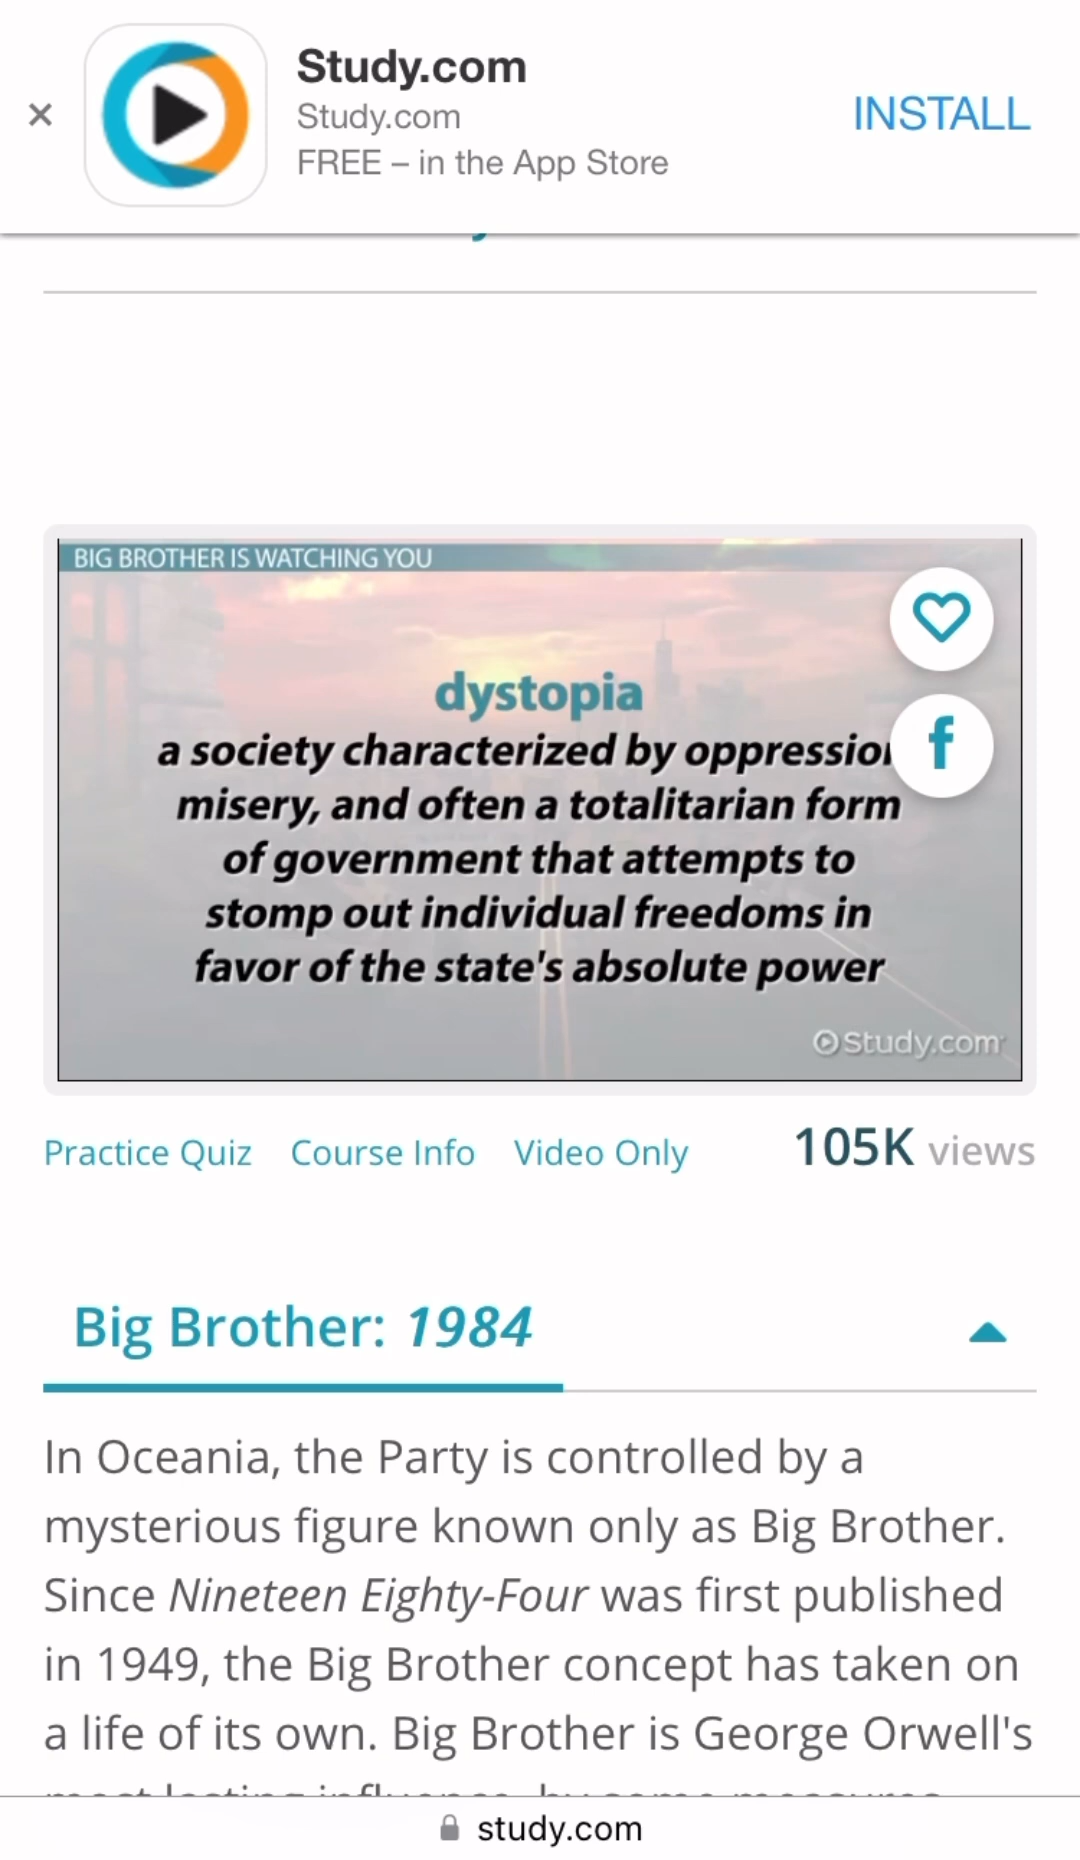 Study.com
Study.com
FREE – in the App Store
INSTALL
BIG BROTHER IS WATCHING YOU
dystopia
a society characterized by
misery, and often a totalitarian form
of government that attempts to
stomp out individual freedoms in
favor of the state's absolute power
Study.com
Practice Quiz Course Info Video Only 105K views
Big Brother: 1984
In Oceania, the Party is controlled by a
mysterious figure known only as Big Brother.
Since Nineteen Eighty-Four was first published
in 1949, the Big Brother concept has taken on
a life of its own. Big Brother is George Orwell's
study.com